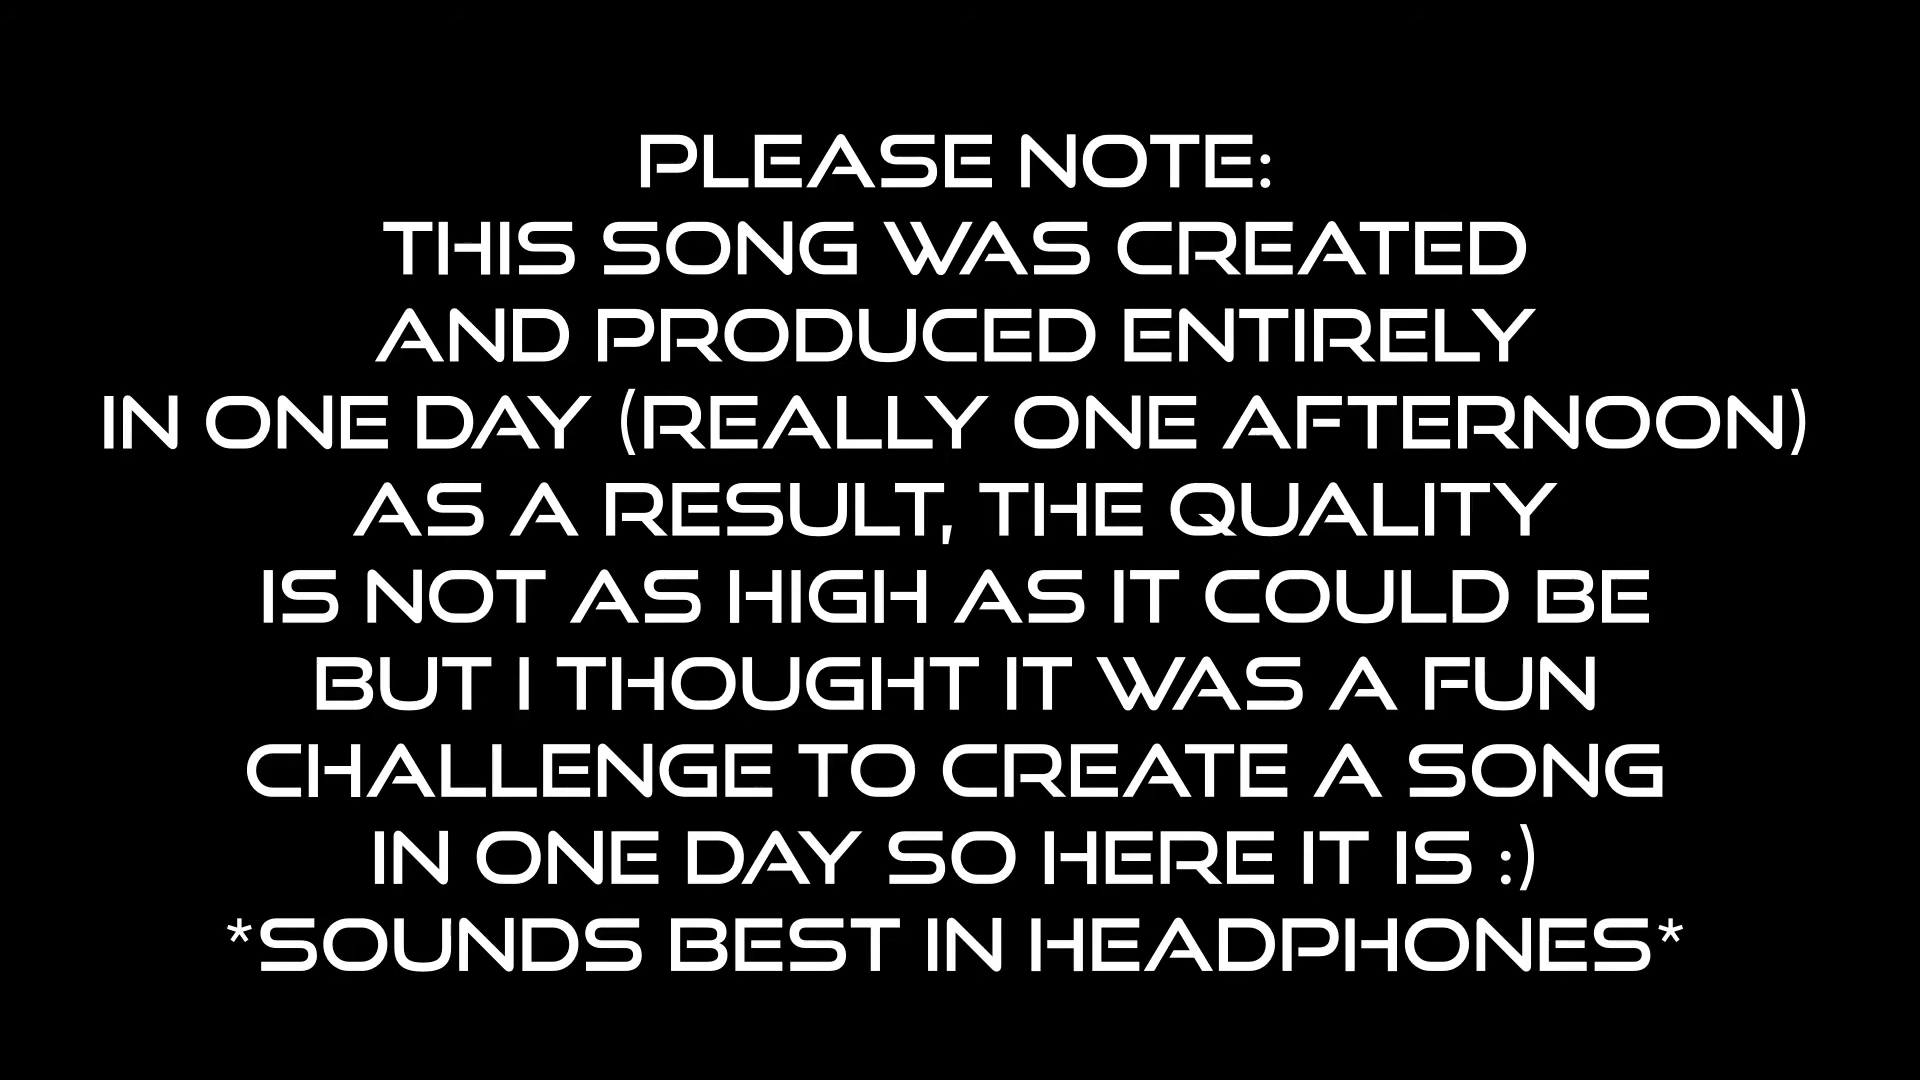 PLEASE NOTE:
THIS SONG WAS CREATED
AND PRODUCED ENTIRELY
IN ONE DAY (REALLY ONE AFTERNOON)
AS A RESULT, THE QUALITY
IS NOT AS HIGH AS IT COULD BE
BUT I THOUGHT IT WAS A FUN
CHALLENGE TO CREATE A SONG
IN ONE DAY SO HERE IT IS :)
*SOUNDS BEST IN HEADPHONES*